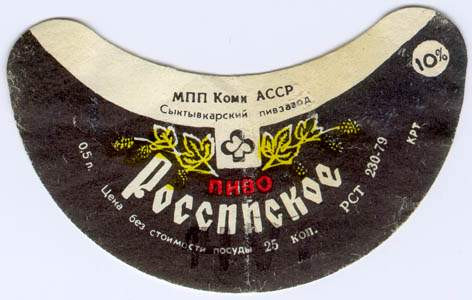 10%
МПП Коми АССР
Сыктывкарский пивзавод
ПИВО
Российское
0,5 л. Цена без стоимости посуды 25 коп. РСТ 230-79 КРТ